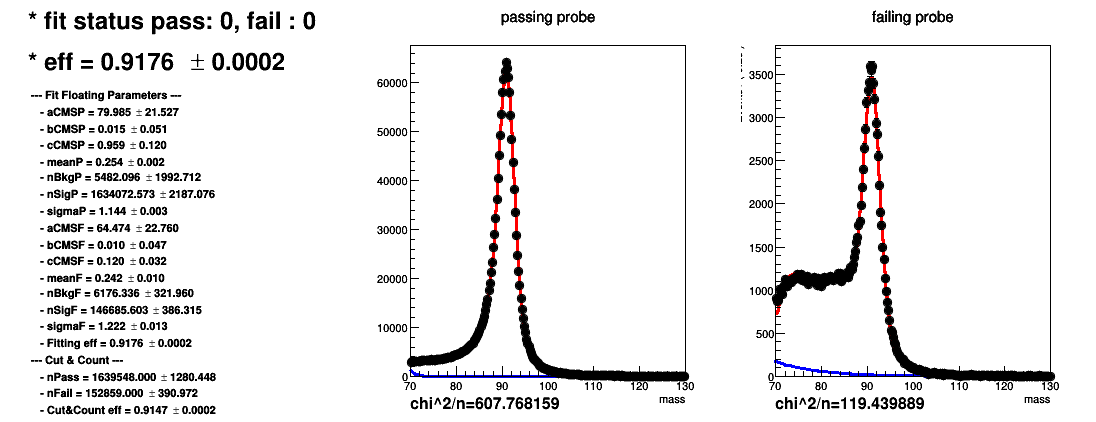 * fit status pass: 0, fail : 0
* eff = 0.9176 ± 0.0002
--- Fit Floating Parameters ---
- aCMSP = 79.985 ± 21.527
- bCMSP = 0.015 ± 0.051
- cCMSP = 0.959 ± 0.120
- meanP = 0.254 ± 0.002
- nBkgP = 5482.096 ± 1992.712
- nSigP = 1634072.573 ± 2187.076
- sigmaP = 1.144 ± 0.003
- aCMSF = 64.474 ± 22.760
- bCMSF = 0.010 ± 0.047
- cCMSF = 0.120 ± 0.032
- meanF = 0.242 ± 0.010
- nBkgF = 6176.336 ± 321.960
- nSigF = 146685.603 ± 386.315
- sigmaF = 1.222 ± 0.013
- Fitting eff = 0.9176 ± 0.0002
--- Cut & Count ---
- nPass = 1639548.000 ± 1280.448
- nFail = 152859.000 ± 390.972
- Cut&Count eff = 0.9147 ± 0.0002
passing probe
60000
50000
40000
30000
20000
10000
0
70 80 90 100 110 120 130
mass
chi^2/n=607.768159
failing probe
3500
3000
2500
2000
1500
1000
500
0
70 80 90 100 110 120 130
mass
chi^2/n=119.439889